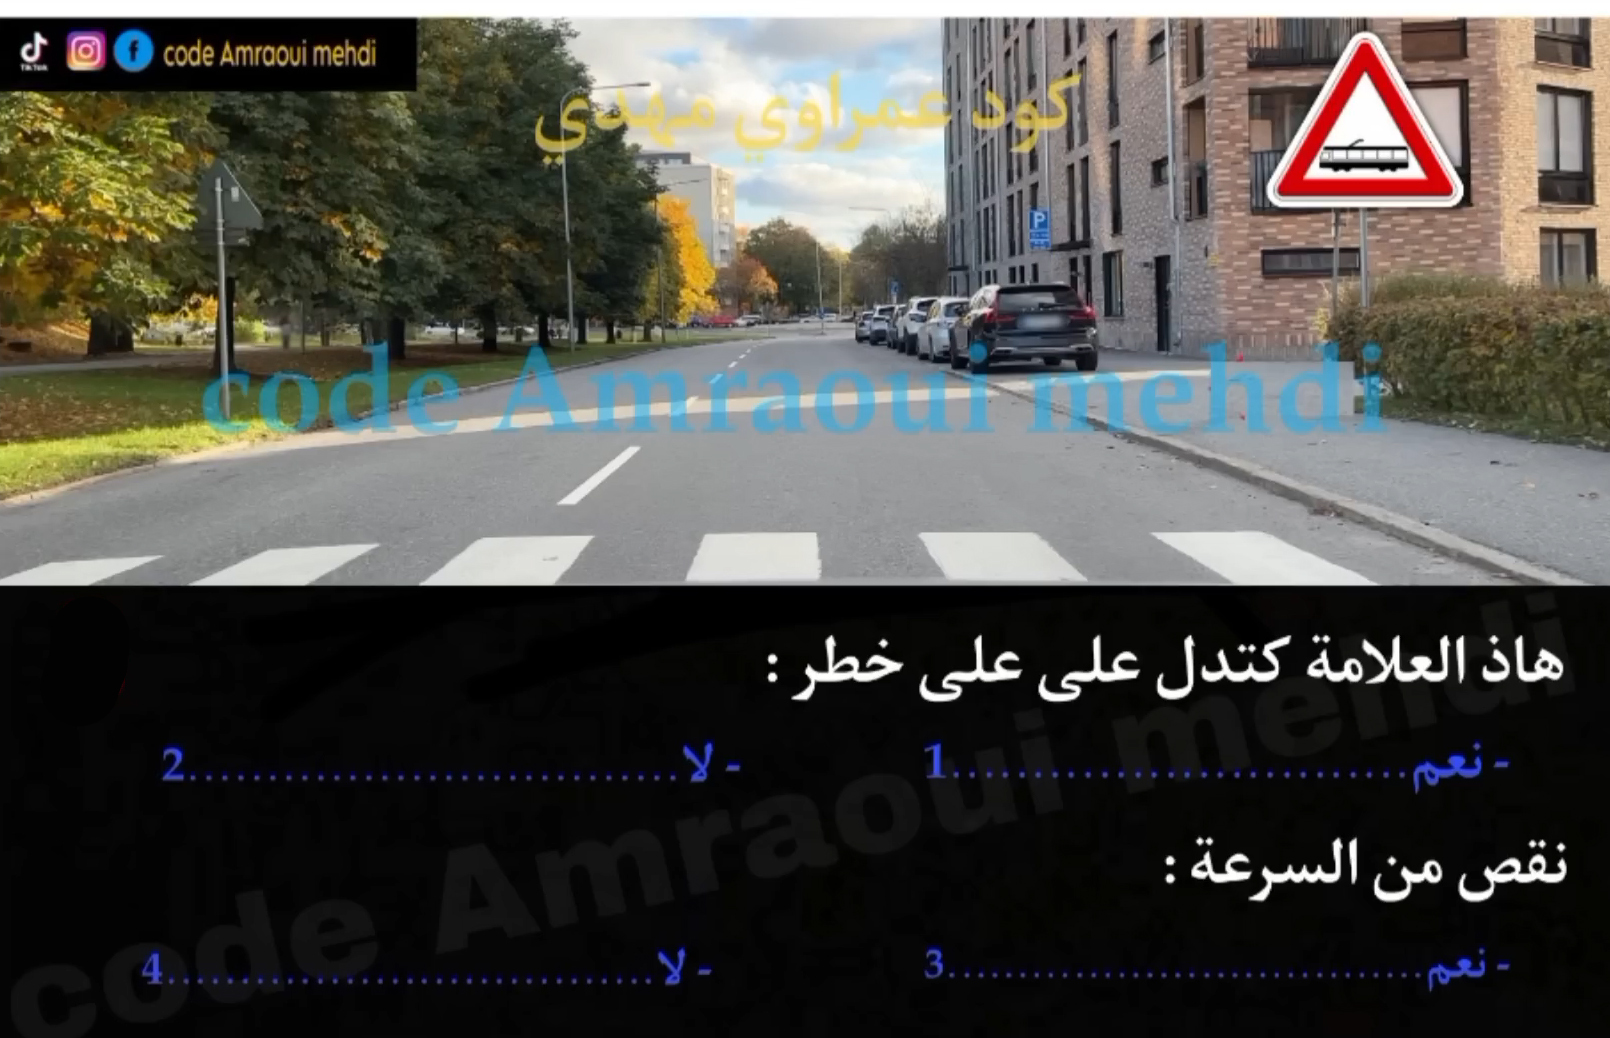 TikTok
code Amraoui mehdi
كود عمراوي مهدي
P
code Amraoui mehdi
هاذ العلامة كتدل على على خطر :
- نعم................................1
- لا..................................2
نقص من السرعة :
- نعم..................................3
- لا..................................4
code Amraoui mehdi